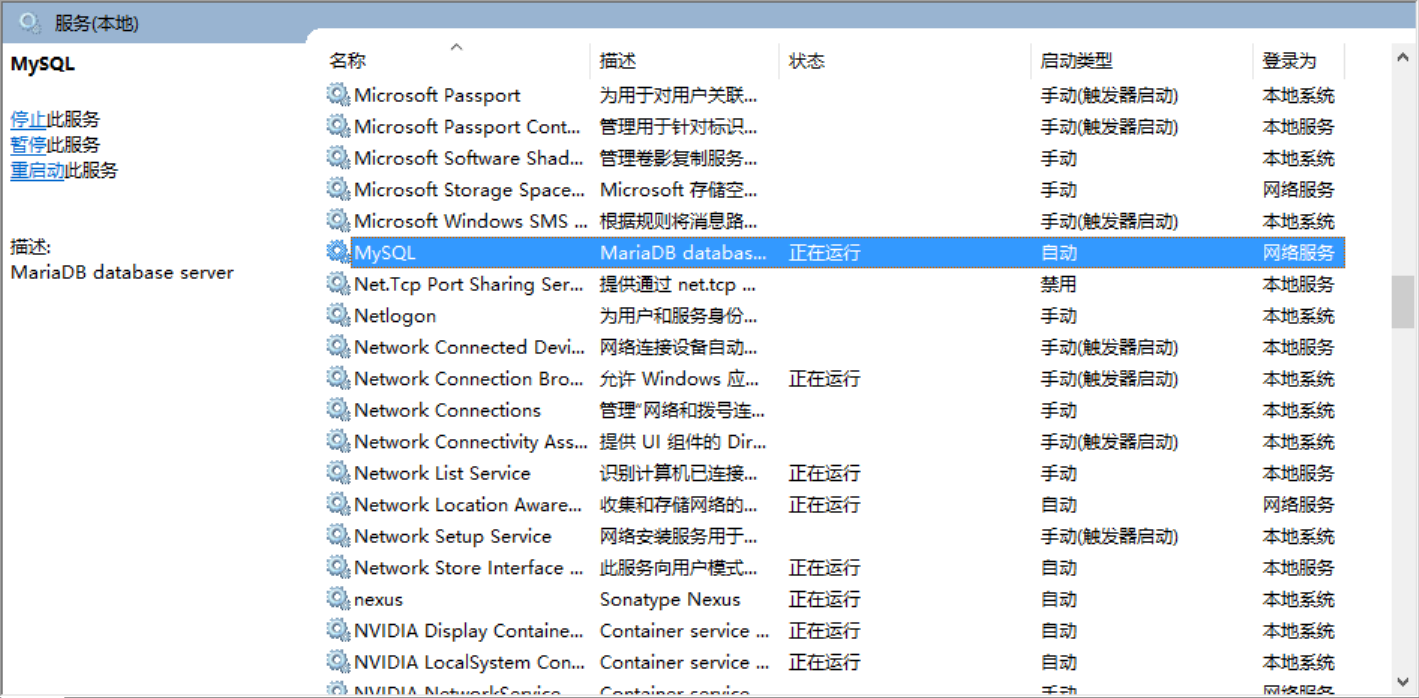 服务(本地)
MySQL
停止此服务
暂停此服务
重启动此服务
描述:
MariaDB database server
名称 描述 状态 启动类型 登录为
Microsoft Passport 为用于对用户关联... 手动(触发器启动) 本地系统
Microsoft Passport Cont... 管理用于针对标识... 手动(触发器启动) 本地服务
Microsoft Software Shad... 管理卷影复制服务... 手动 本地系统
Microsoft Storage Space... Microsoft 存储空... 手动 网络服务
Microsoft Windows SMS ... 根据规则将消息路... 手动(触发器启动) 本地系统
MySQL MariaDB databas... 正在运行 自动 网络服务
Net.Tcp Port Sharing Ser... 提供通过 net.tcp ... 禁用 本地服务
Netlogon 为用户和服务身份... 手动 本地系统
Network Connected Devi... 网络连接设备自动... 手动(触发器启动) 本地服务
Network Connection Bro... 允许 Windows 应... 正在运行 手动(触发器启动) 本地系统
Network Connections 管理“网络和拨号连... 手动 本地系统
Network Connectivity Ass... 提供 UI 组件的 Dir... 手动(触发器启动) 本地系统
Network List Service 识别计算机已连接... 正在运行 手动 本地服务
Network Location Aware... 收集和存储网络的... 正在运行 自动 网络服务
Network Setup Service 网络安装服务用于... 手动(触发器启动) 本地系统
Network Store Interface ... 此服务向用户模式... 正在运行 自动 本地服务
nexus Sonatype Nexus 正在运行 自动 本地系统
NVIDIA Display Containe... Container service ... 正在运行 自动 本地系统
NVIDIA LocalSystem Con... Container service ... 正在运行 自动 本地系统
NVIDIA NetworkService... Container service ... 手动 网络服务